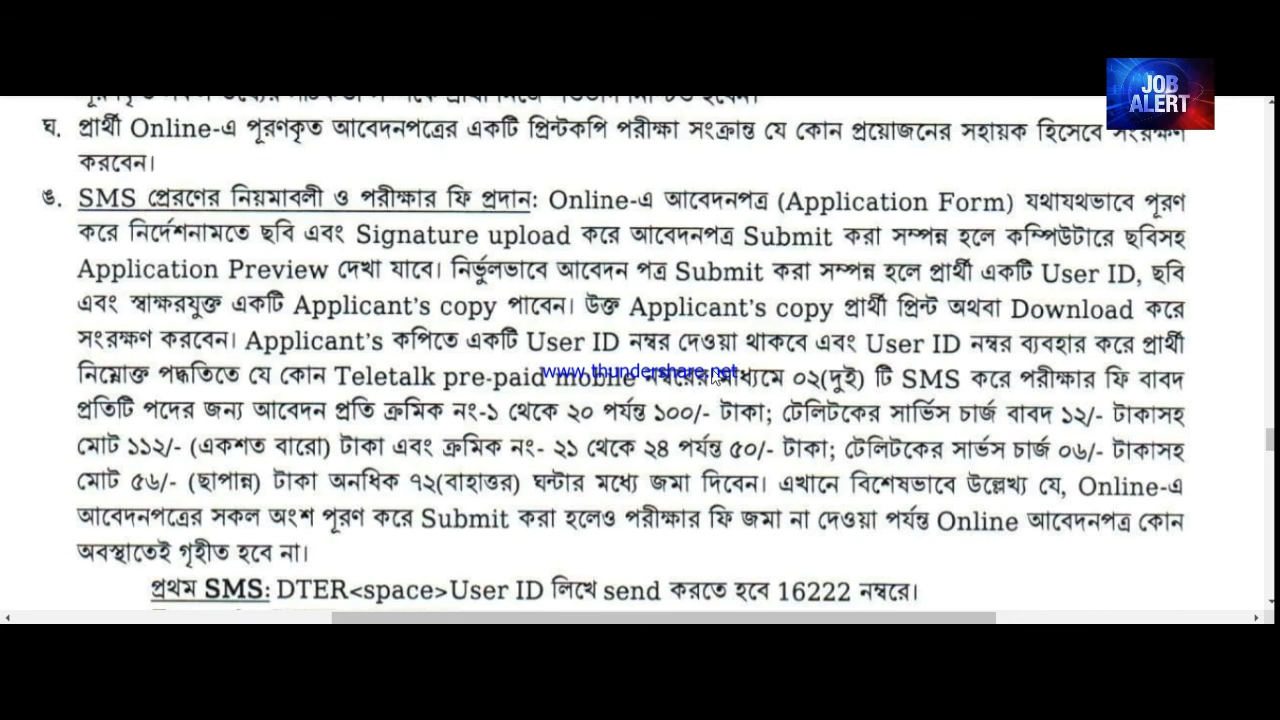 JOB
ALERT
ঘ. প্রার্থী Online-এ পূরণকৃত আবেদনপত্রের একটি প্রিন্টকপি পরীক্ষা সংক্রান্ত যে কোন প্রয়োজনের সহায়ক হিসেবে সংরক্ষণ
করবেন।
ঙ. SMS প্রেরণের নিয়মাবলী ও পরীক্ষার ফি প্রদান: Online-এ আবেদনপত্র (Application Form) যথাযথভাবে পূরণ
করে নির্দেশনামতে ছবি এবং Signature upload করে আবেদনপত্র Submit করা সম্পন্ন হলে কম্পিউটারে ছবিসহ
Application Preview দেখা যাবে। নির্ভুলভাবে আবেদন পত্র Submit করা সম্পন্ন হলে প্রার্থী একটি User ID, ছবি
এবং স্বাক্ষরযুক্ত একটি Applicant's copy পাবেন। উক্ত Applicant's copy প্রার্থী প্রিন্ট অথবা Download করে
সংরক্ষণ করবেন। Applicant's কপিতে একটি User ID নম্বর দেওয়া থাকবে এবং User ID নম্বর ব্যবহার করে প্রার্থী
নিম্নোক্ত পদ্ধতিতে যে কোন Teletalk pre-paid mobile নম্বরের মাধ্যমে ০২(দুই) টি SMS করে পরীক্ষার ফি বাবদ
www.thundershare.net
প্রতিটি পদের জন্য আবেদন প্রতি ক্রমিক নং-১ থেকে ২০ পর্যন্ত ১০০/- টাকা; টেলিটকের সার্ভিস চার্জ বাবদ ১২/- টাকাসহ
মোট ১১২/- (একশত বারো) টাকা এবং ক্রমিক নং- ২১ থেকে ২৪ পর্যন্ত ৫০/- টাকা; টেলিটকের সার্ভস চার্জ ০৬/- টাকাসহ
মোট ৫৬/- (ছাপান্ন) টাকা অনধিক ৭২(বাহাত্তর) ঘন্টার মধ্যে জমা দিবেন। এখানে বিশেষভাবে উল্লেখ্য যে, Online-এ
আবেদনপত্রের সকল অংশ পূরণ করে Submit করা হলেও পরীক্ষার ফি জমা না দেওয়া পর্যন্ত Online আবেদনপত্র কোন
অবস্থাতেই গৃহীত হবে না।
প্রথম SMS: DTER<space>User ID লিখে send করতে হবে 16222 নম্বরে।